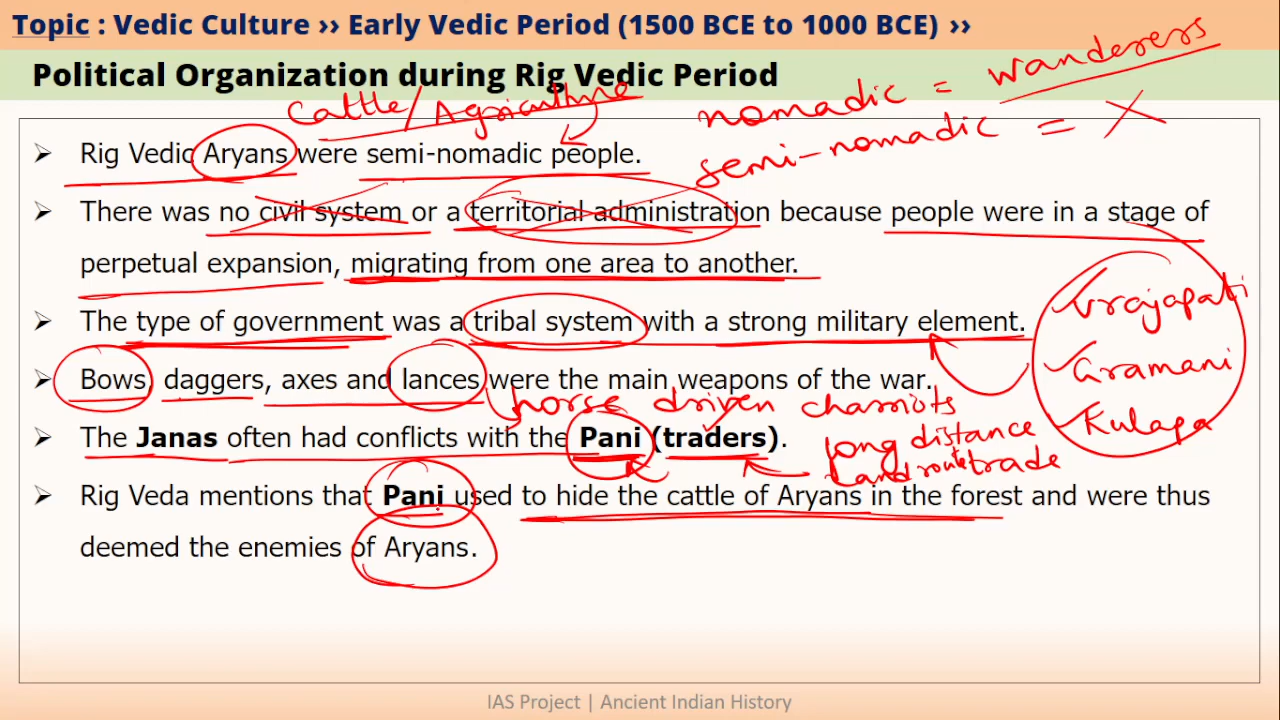 Topic : Vedic Culture ›› Early Vedic Period (1500 BCE to 1000 BCE) ››
Political Organization during Rig Vedic Period
nomadic = wanderers
Cattle/Agriculture
semi-nomadic = X
➢ Rig Vedic Aryans were semi-nomadic people.
➢ There was no civil system or a territorial administration because people were in a stage of
perpetual expansion, migrating from one area to another.
Vrajapati
➢ The type of government was a tribal system with a strong military element.
Gramani
➢ Bows, daggers, axes and lances were the main weapons of the war.
horse driven charriots
Kulapa
➢ The Janas often had conflicts with the Pani (traders).
long distance
Land route trade
➢ Rig Veda mentions that Pani used to hide the cattle of Aryans in the forest and were thus
deemed the enemies of Aryans.
IAS Project | Ancient Indian History